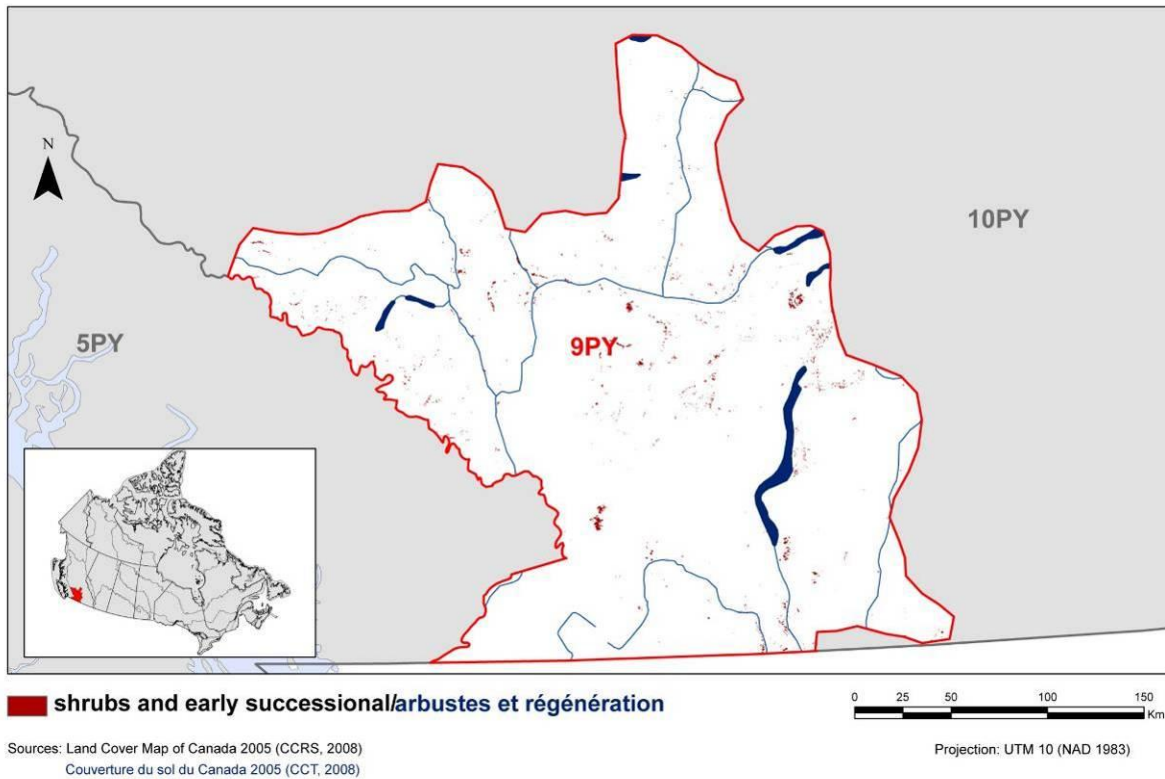 N
10PY
5PY
9PY
shrubs and early successional/arbustes et régénération
0 25 50 100 150
Km
Sources: Land Cover Map of Canada 2005 (CCRS, 2008)
Projection: UTM 10 (NAD 1983)
Couverture du sol du Canada 2005 (CCT, 2008)